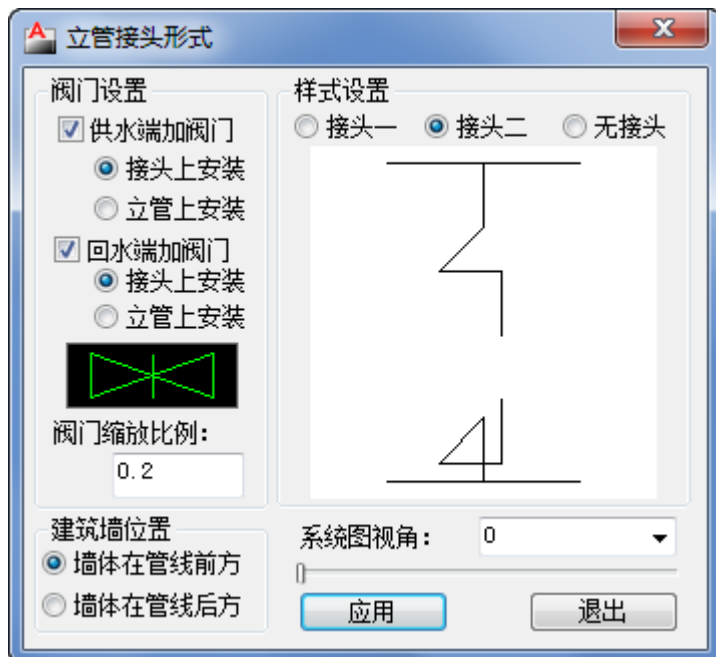 立管接头形式
阀门设置
供水端加阀门
接头上安装
立管上安装
回水端加阀门
接头上安装
立管上安装
阀门缩放比例：
0.2
样式设置
接头一 接头二 无接头
建筑墙位置
墙体在管线前方
墙体在管线后方
系统图视角： 0
应用 退出